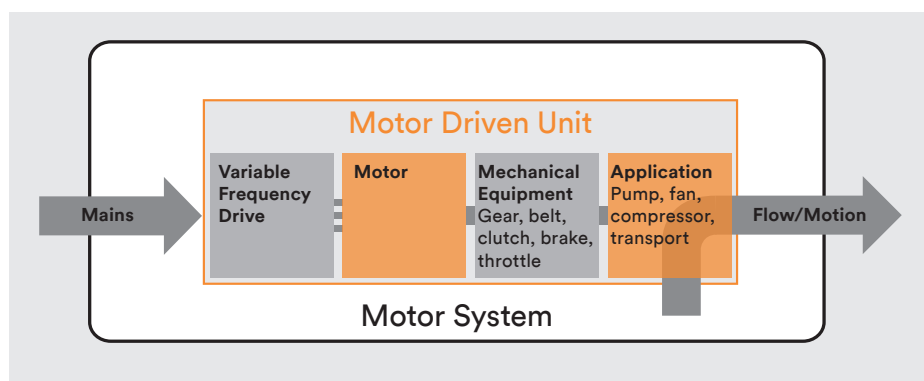 Motor Driven Unit
Mains
Variable
Frequency
Drive
Motor
Mechanical
Equipment
Gear, belt,
clutch, brake,
throttle
Application
Pump, fan,
compressor,
transport
Flow/Motion
Motor System